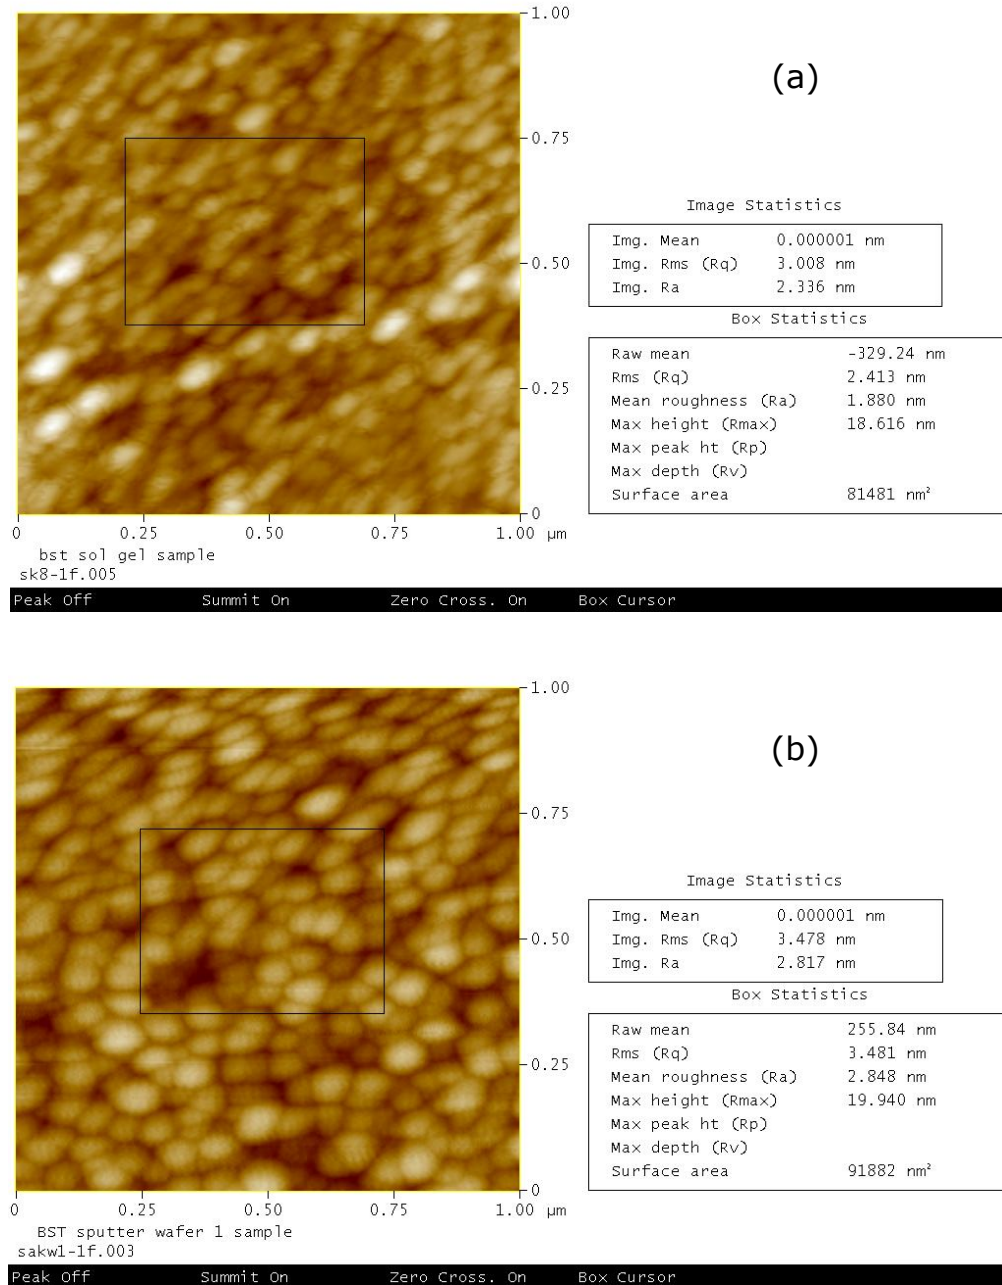 1.00
(a)
0.75
Image Statistics
Img. Mean 0.000001 nm
Img. Rms (Rq) 3.008 nm
Img. Ra 2.336 nm
0.50
Box Statistics
Raw mean -329.24 nm
Rms (Rq) 2.413 nm
Mean roughness (Ra) 1.880 nm
0.25
Max height (Rmax) 18.616 nm
Max peak ht (Rp)
Max depth (Rv)
Surface area 81481 nm²
0
0 0.25 0.50 0.75 1.00 µm
bst sol gel sample
sk8-1f.005
Peak Off Summit On Zero Cross. On Box Cursor
1.00
(b)
0.75
Image Statistics
Img. Mean 0.000001 nm
Img. Rms (Rq) 3.478 nm
0.50
Img. Ra 2.817 nm
Box Statistics
Raw mean 255.84 nm
Rms (Rq) 3.481 nm
0.25
Mean roughness (Ra) 2.848 nm
Max height (Rmax) 19.940 nm
Max peak ht (Rp)
Max depth (Rv)
Surface area 91882 nm²
0
0 0.25 0.50 0.75 1.00 µm
BST sputter wafer 1 sample
sakw1-1f.003
Peak Off Summit On Zero Cross. On Box Cursor